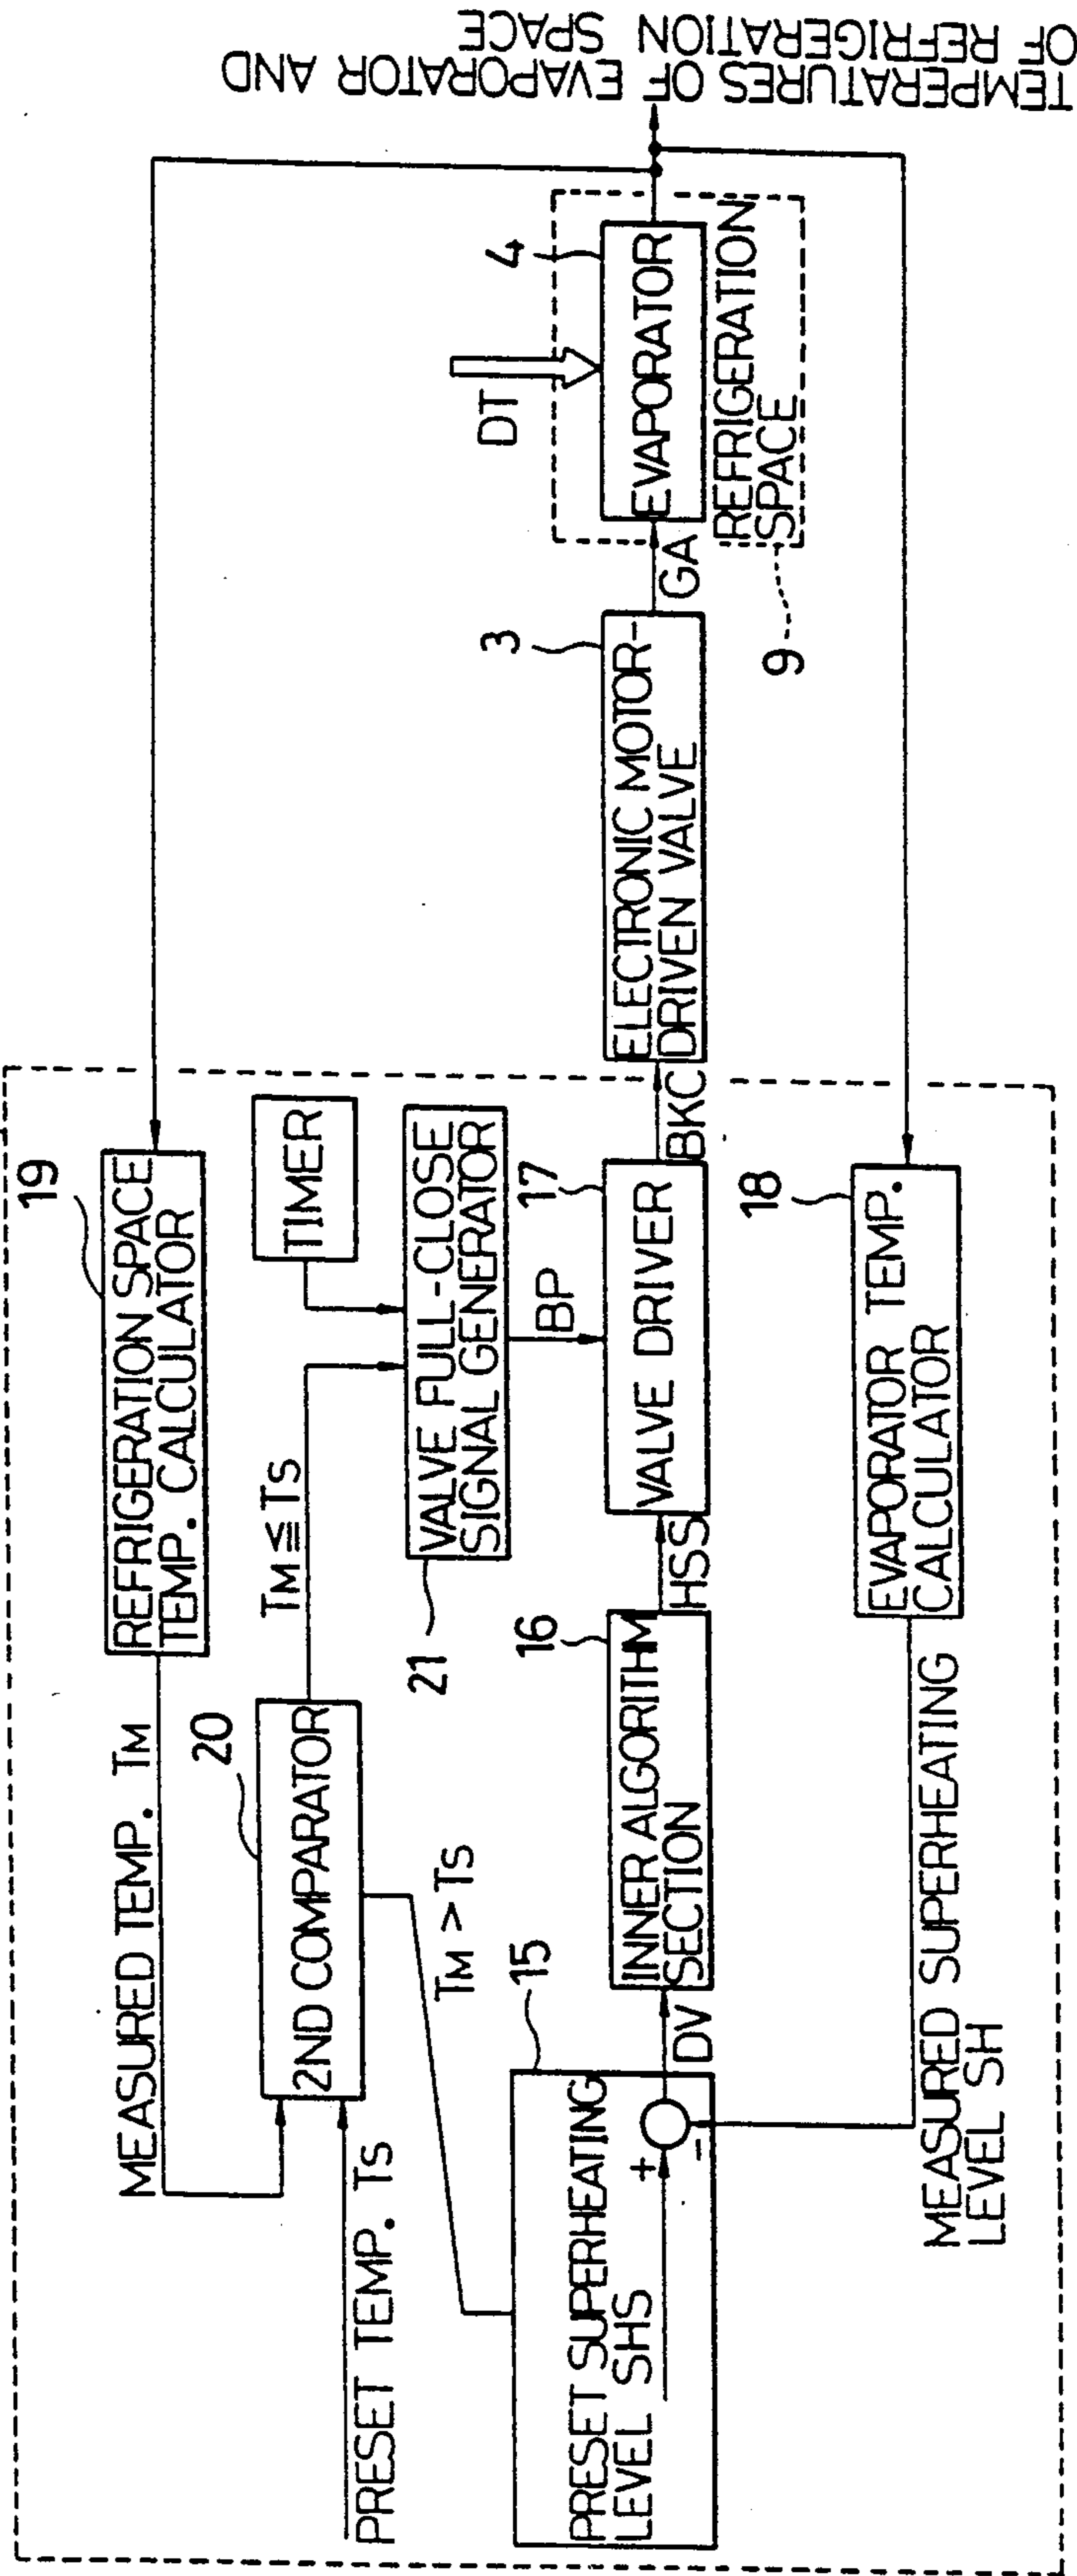 19
REFRIGERATION SPACE
TEMP. CALCULATOR
MEASURED TEMP. TM
TIMER
20
2ND COMPARATOR
TM ≦ TS
PRESET TEMP. TS
21
VALVE FULL-CLOSE
SIGNAL GENERATOR
BP
TM > TS
15
PRESET SUPERHEATING
LEVEL SHS
+
-
DV
16
INNER ALGORITHM
SECTION
HSS
17
VALVE DRIVER
BKC
3
ELECTRONIC MOTOR-
DRIVEN VALVE
GA
DT
4
EVAPORATOR
REFRIGERATION
SPACE
9
TEMPERATURES OF EVAPORATOR AND
OF REFRIGERATION SPACE
18
EVAPORATOR TEMP.
CALCULATOR
MEASURED SUPERHEATING
LEVEL SH